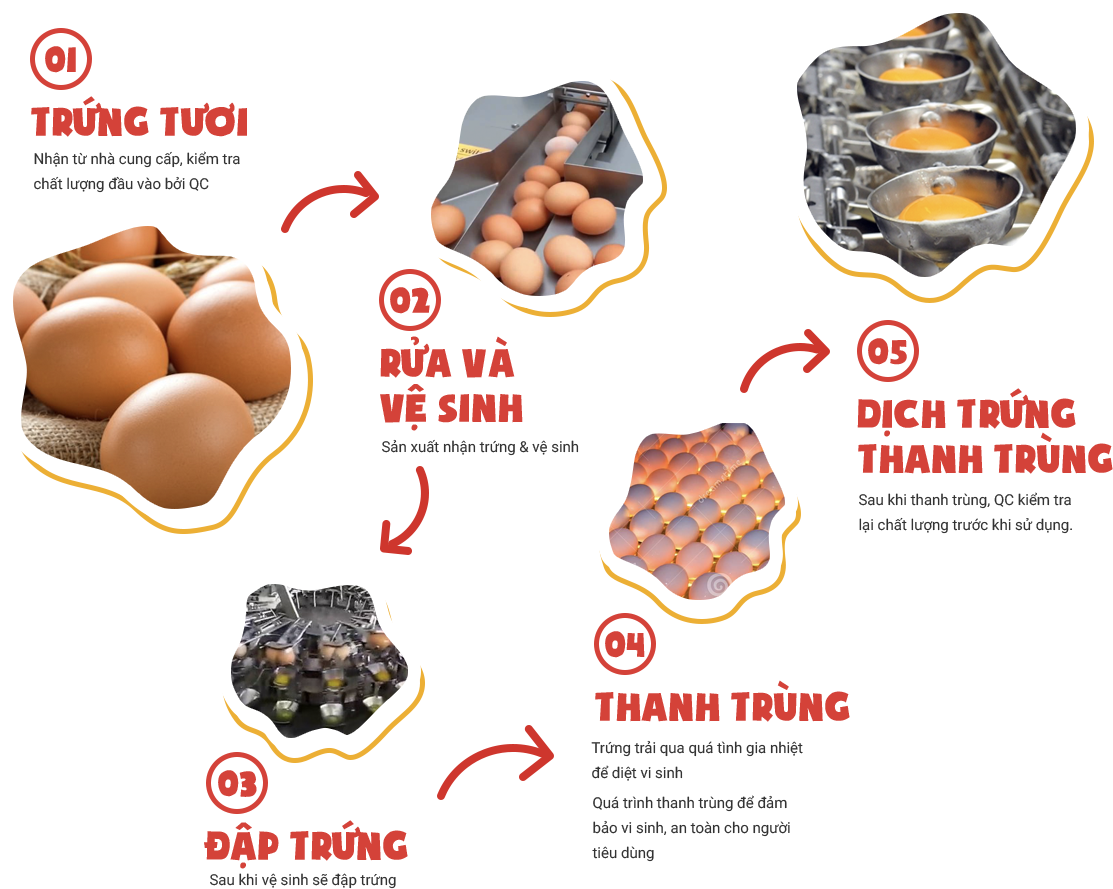 01
TRỨNG TƯƠI
Nhận từ nhà cung cấp, kiểm tra
chất lượng đầu vào bởi QC
02
RỬA VÀ
VỆ SINH
Sản xuất nhận trứng & vệ sinh
03
ĐẬP TRỨNG
Sau khi vệ sinh sẽ đập trứng
04
THANH TRÙNG
Trứng trải qua quá tình gia nhiệt
để diệt vi sinh
Quá trình thanh trùng để đảm
bảo vi sinh, an toàn cho người
tiêu dùng
05
DỊCH TRỨNG
THANH TRÙNG
Sau khi thanh trùng, QC kiểm tra
lại chất lượng trước khi sử dụng.